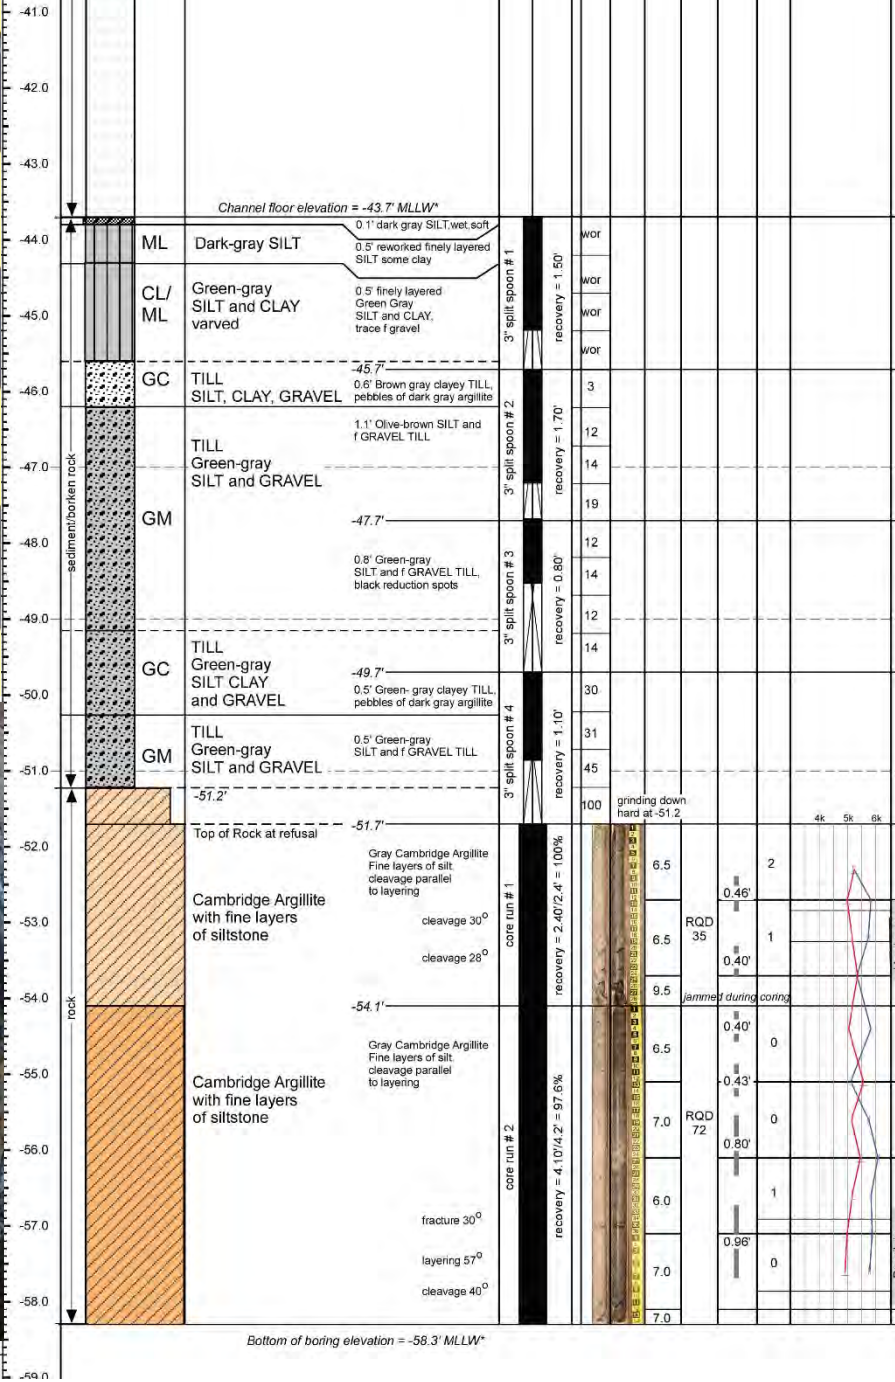 -41.0
-42.0
-43.0
-44.0
-45.0
-46.0
-47.0
-48.0
-49.0
-50.0
-51.0
-52.0
-53.0
-54.0
-55.0
-56.0
-57.0
-58.0
-59.0
sediment/borken rock
rock
Channel floor elevation = -43.7' MLLW*
ML
Dark-gray SILT
0.1' dark gray SILT,wet,soft
0.5' reworked finely layered
SILT some clay
CL/
ML
Green-gray
SILT and CLAY
varved
0.5' finely layered
Green Gray
SILT and CLAY,
trace f gravel
GC
TILL
SILT, CLAY, GRAVEL
-45.7'
0.6' Brown gray clayey TILL,
pebbles of dark gray argillite
GM
TILL
Green-gray
SILT and GRAVEL
1.1' Olive-brown SILT and
f GRAVEL TILL
-47.7'
0.8' Green-gray
SILT and f GRAVEL TILL,
black reduction spots
GC
TILL
Green-gray
SILT CLAY
and GRAVEL
-49.7'
0.5' Green- gray clayey TILL,
pebbles of dark gray argillite
GM
TILL
Green-gray
SILT and GRAVEL
0.5' Green-gray
SILT and f GRAVEL TILL
-51.2'
-51.7'
Top of Rock at refusal
Cambridge Argillite
with fine layers
of siltstone
Gray Cambridge Argillite
Fine layers of silt
cleavage parallel
to layering
cleavage 30°
cleavage 28°
-54.1'
Cambridge Argillite
with fine layers
of siltstone
Gray Cambridge Argillite
Fine layers of silt
cleavage parallel
to layering
fracture 30°
layering 57°
cleavage 40°
Bottom of boring elevation = -58.3' MLLW*
3" split spoon # 1
recovery = 1.50'
3" split spoon # 2
recovery = 1.70'
3" split spoon # 3
recovery = 0.80'
3" split spoon # 4
recovery = 1.10'
core run # 1
recovery = 2.40'/2.4' = 100%
core run # 2
recovery = 4.10'/4.2' = 97.6%
wor
wor
wor
wor
3
12
14
19
12
14
12
14
30
31
45
100
grinding down
hard at -51.2
6.5
6.5
9.5
6.5
7.0
6.0
7.0
7.0
RQD
35
jammed during coring
RQD
72
0.46'
0.40'
0.40'
0.43'
0.80'
0.96'
2
1
0
0
1
0
4k 5k 6k